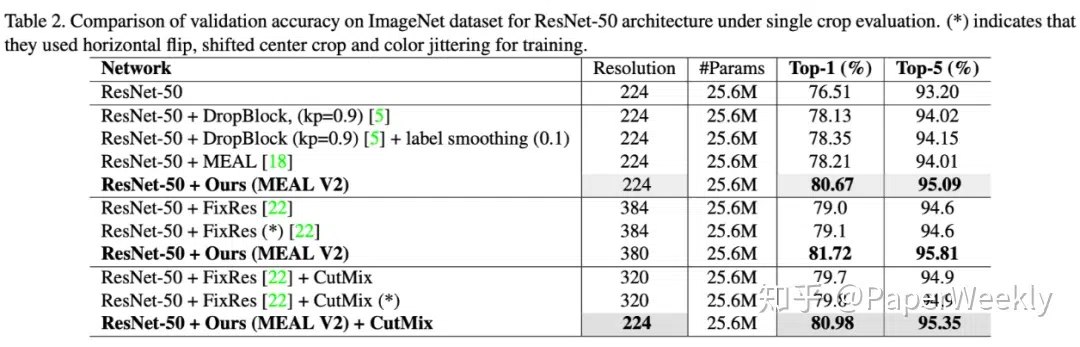 Table 2. Comparison of validation accuracy on ImageNet dataset for ResNet-50 architecture under single crop evaluation. (*) indicates that
they used horizontal flip, shifted center crop and color jittering for training.
Network Resolution #Params Top-1 (%) Top-5 (%)
ResNet-50 224 25.6M 76.51 93.20
ResNet-50 + DropBlock, (kp=0.9) [5] 224 25.6M 78.13 94.02
ResNet-50 + DropBlock (kp=0.9) [5] + label smoothing (0.1) 224 25.6M 78.35 94.15
ResNet-50 + MEAL [18] 224 25.6M 78.21 94.01
ResNet-50 + Ours (MEAL V2) 224 25.6M 80.67 95.09
ResNet-50 + FixRes [22] 384 25.6M 79.0 94.6
ResNet-50 + FixRes (*) [22] 384 25.6M 79.1 94.6
ResNet-50 + Ours (MEAL V2) 380 25.6M 81.72 95.81
ResNet-50 + FixRes [22] + CutMix 320 25.6M 79.7 94.9
ResNet-50 + FixRes [22] + CutMix (*) 320 25.6M 79.8 94.9
知乎 @PaperWeekly
ResNet-50 + Ours (MEAL V2) + CutMix 224 25.6M 80.98 95.35